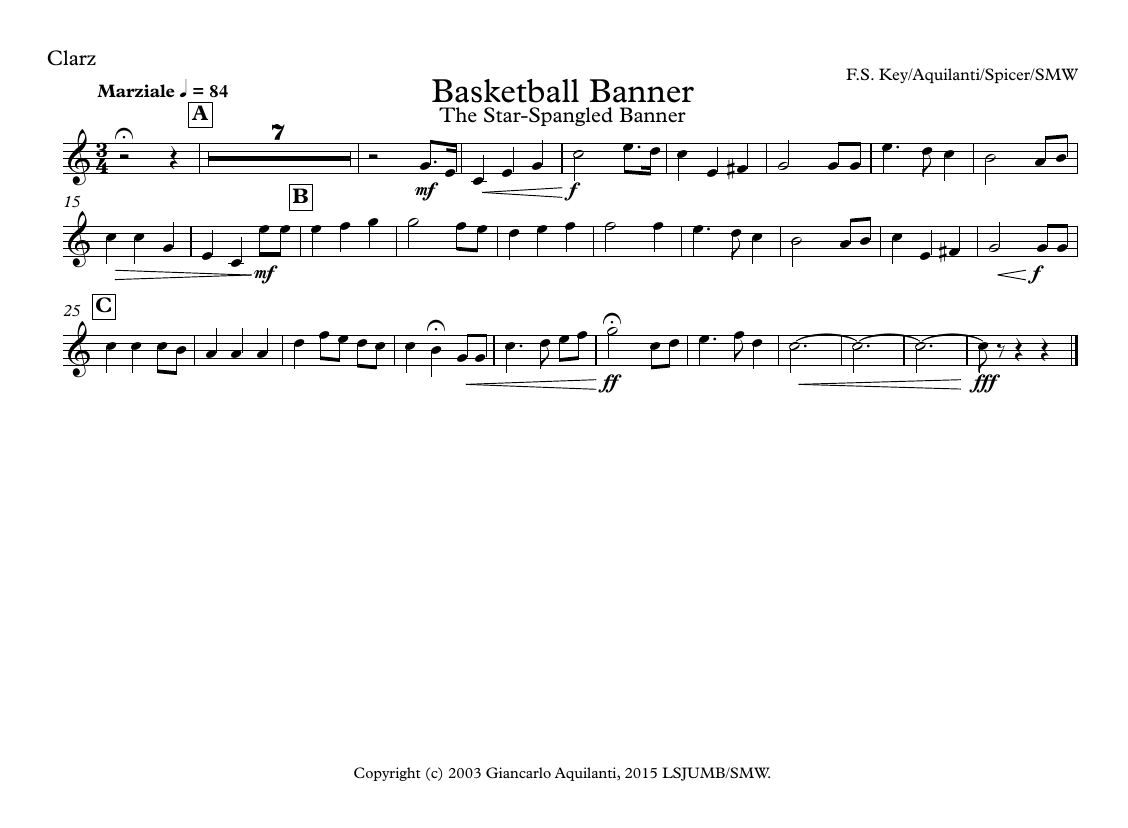 Clarz
F.S. Key/Aquilanti/Spicer/SMW
Marziale ♩ = 84
Basketball Banner
The Star-Spangled Banner
A
7
3
4
mf
f
15
B
mf
f
25
C
ff
fff
Copyright (c) 2003 Giancarlo Aquilanti, 2015 LSJUMB/SMW.